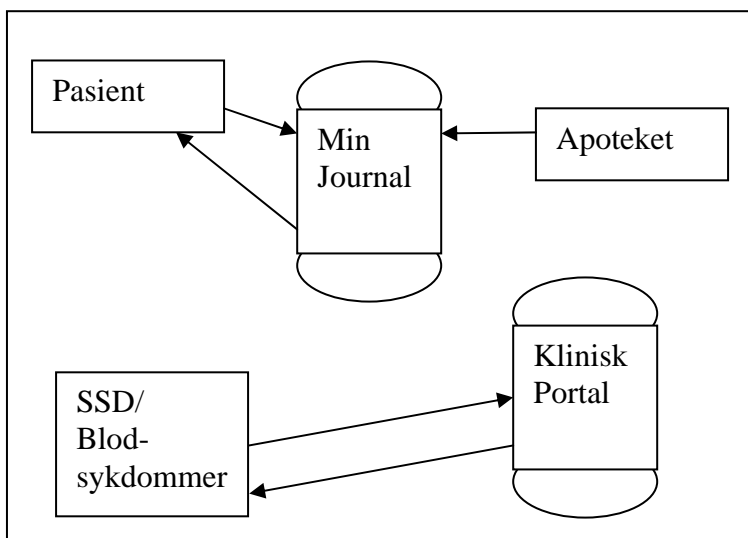 Pasient
Min
Journal
Apoteket
Klinisk
Portal
SSD/
Blod-
sykdommer